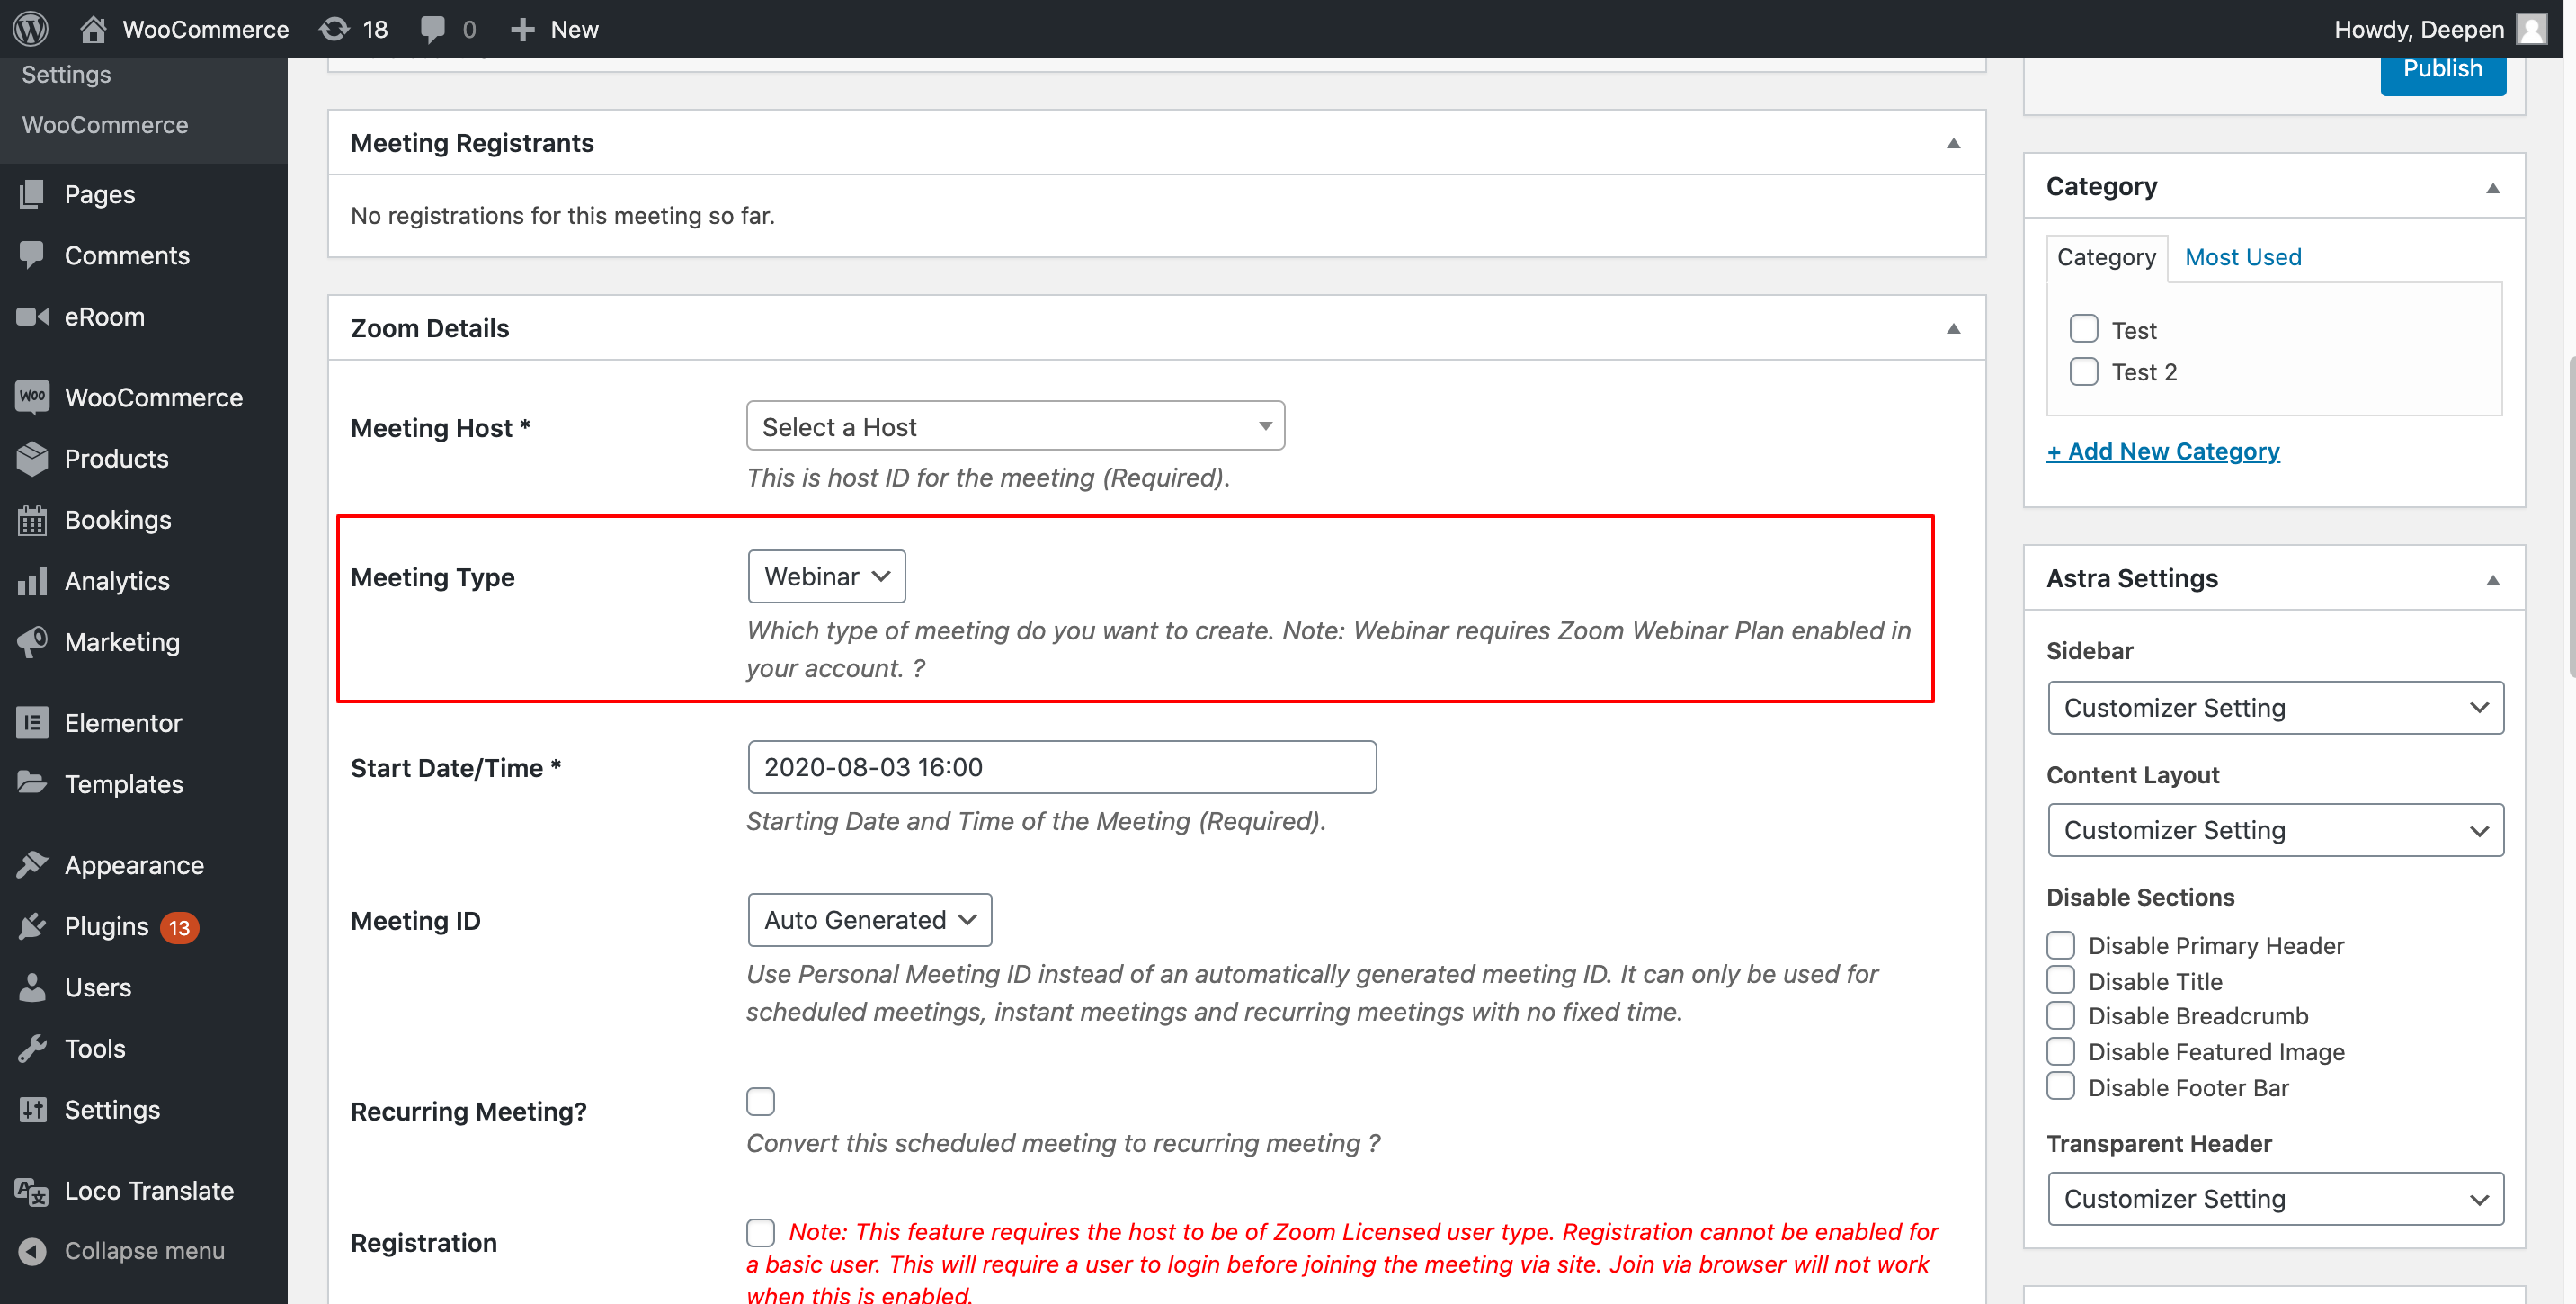 WooCommerce 18 0 New Howdy, Deepen
Settings
WooCommerce
Pages
Comments
eRoom
WooCommerce
Products
Bookings
Analytics
Marketing
Elementor
Templates
Appearance
Plugins 13
Users
Tools
Settings
Loco Translate
Collapse menu
Meeting Registrants
No registrations for this meeting so far.
Zoom Details
Meeting Host *
Select a Host
This is host ID for the meeting (Required).
Meeting Type
Webinar
Which type of meeting do you want to create. Note: Webinar requires Zoom Webinar Plan enabled in
your account. ?
Start Date/Time *
2020-08-03 16:00
Starting Date and Time of the Meeting (Required).
Meeting ID
Auto Generated
Use Personal Meeting ID instead of an automatically generated meeting ID. It can only be used for
scheduled meetings, instant meetings and recurring meetings with no fixed time.
Recurring Meeting?
Convert this scheduled meeting to recurring meeting ?
Registration
Note: This feature requires the host to be of Zoom Licensed user type. Registration cannot be enabled for
a basic user. This will require a user to login before joining the meeting via site. Join via browser will not work
when this is enabled.
Publish
Category
Category Most Used
Test
Test 2
+ Add New Category
Astra Settings
Sidebar
Customizer Setting
Content Layout
Customizer Setting
Disable Sections
Disable Primary Header
Disable Title
Disable Breadcrumb
Disable Featured Image
Disable Footer Bar
Transparent Header
Customizer Setting